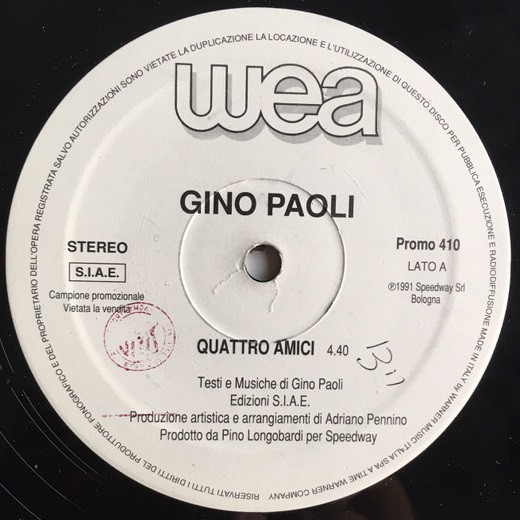 SALVO AUTORIZZAZIONI SONO VIETATE LA DUPLICAZIONE LA LOCAZIONE E L'UTILIZZAZIONE DI QUESTO DISCO PER PUBBLICA ESECUZIONE E RADIODIFFUSIONE MADE IN ITALY by WARNER MUSIC ITALIA SPA A TIME WARNER COMPANY
wea
GINO PAOLI
STEREO
Promo 410
S.I.A.E.
LATO A
Campione promozionale
Vietata la vendita
℗1991 Speedway Srl
Bologna
QUATTRO AMICI 4.40
Testi e Musiche di Gino Paoli
Edizioni S.I.A.E.
Produzione artistica e arrangiamenti di Adriano Pennino
Prodotto da Pino Longobardi per Speedway
RISERVATI TUTTI I DIRITTI DEL PRODUTTORE FONOGRAFICO E DEL PROPRIETARIO DELL'OPERA REGISTRATA